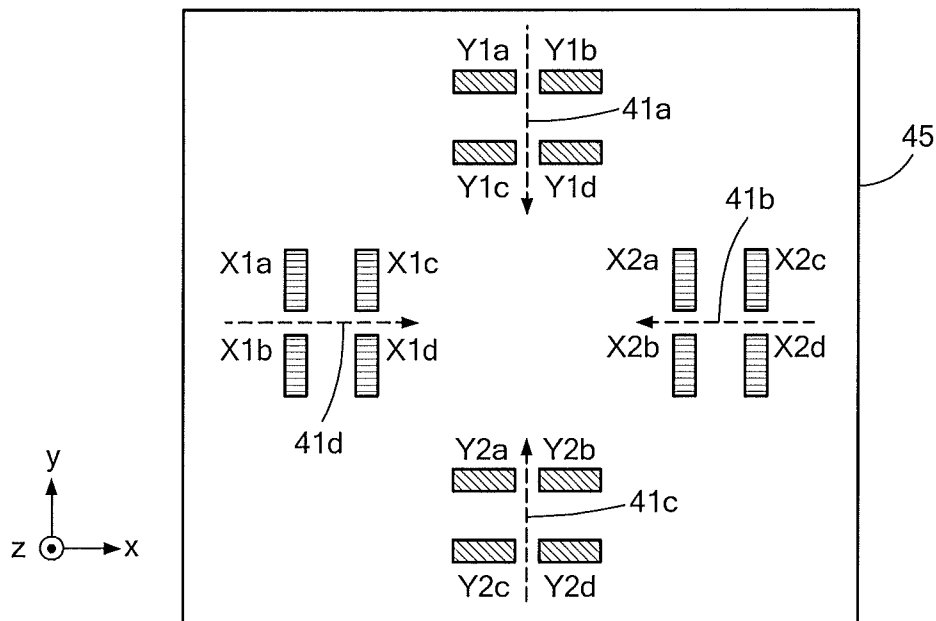 Y1a Y1b
41a
45
Y1c Y1d
41b
X1a X1c X2a X2c
X1b X1d X2b X2d
41d
Y2a Y2b
y
41c
z x
Y2c Y2d